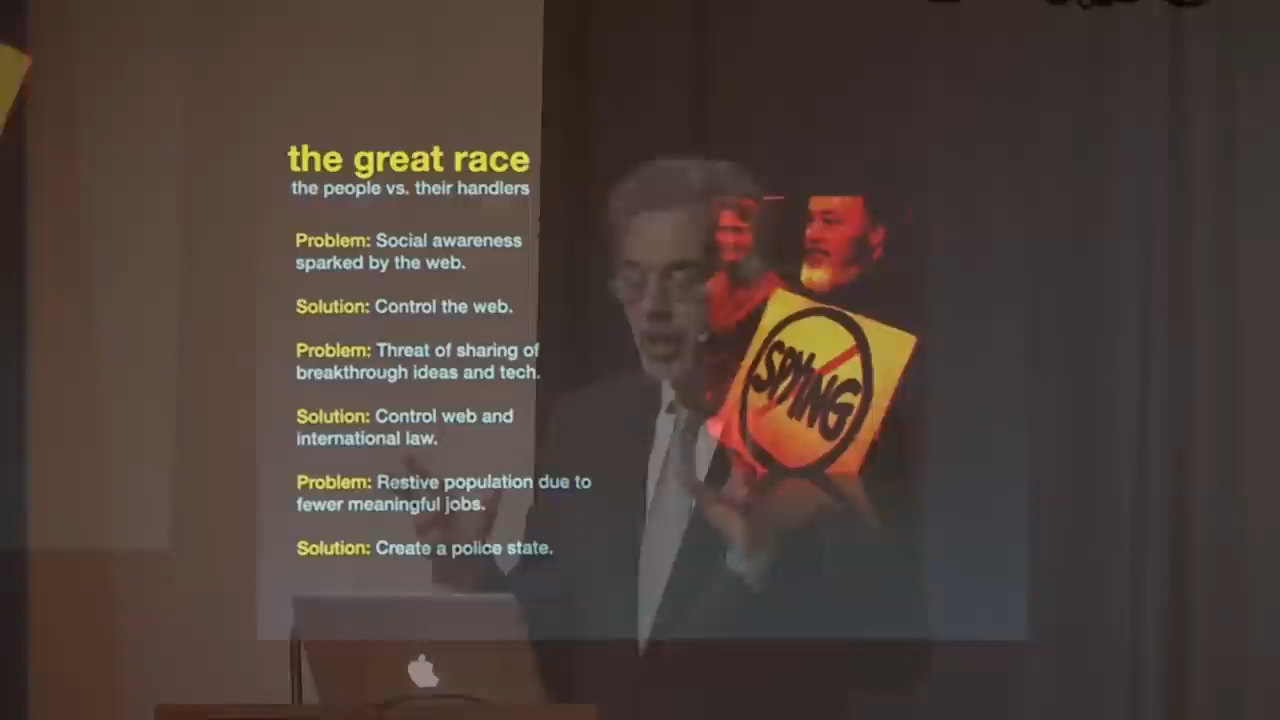 the great race
the people vs. their handlers
Problem: Social awareness
sparked by the web.
Solution: Control the web.
Problem: Threat of sharing of
breakthrough ideas and tech.
Solution: Control web and
international law.
Problem: Restive population due to
fewer meaningful jobs.
Solution: Create a police state.
SPYING